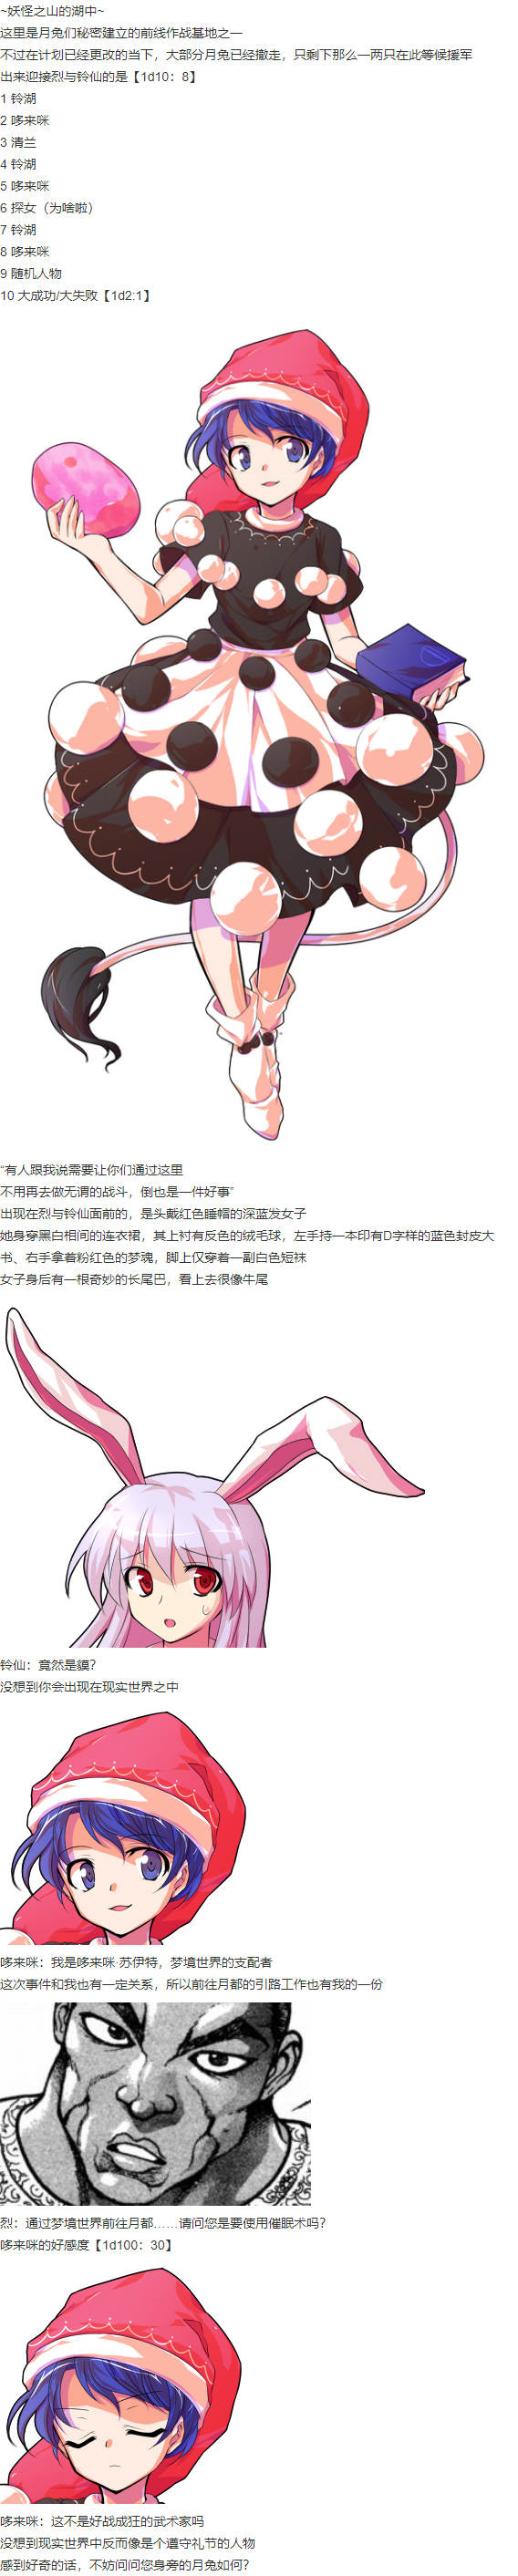 ~妖怪之山的湖中~
这里是月兔们秘密建立的前线作战基地之一
不过在计划已经更改的当下，大部分月兔已经撤走，只剩下那么一两只在此等候援军
出来迎接烈与铃仙的是【1d10：8】
1 铃湖
2 哆来咪
3 清兰
4 铃湖
5 哆来咪
6 探女（为啥啦）
7 铃湖
8 哆来咪
9 随机人物
10 大成功/大失败【1d2:1】
“有人跟我说需要让你们通过这里
不用再去做无谓的战斗，倒也是一件好事”
出现在烈与铃仙面前的，是头戴红色睡帽的深蓝发女子
她身穿黑白相间的连衣裙，其上衬有反色的绒毛球，左手持一本印有D字样的蓝色封皮大
书、右手拿着粉红色的梦魂，脚上仅穿着一副白色短袜
女子身后有一根奇妙的长尾巴，看上去很像牛尾
铃仙：竟然是貘？
没想到你会出现在现实世界之中
哆来咪：我是哆来咪·苏伊特，梦境世界的支配者
这次事件和我也有一定关系，所以前往月都的引路工作也有我的一份
烈：通过梦境世界前往月都……请问您是要使用催眠术吗？
哆来咪的好感度【1d100：30】
哆来咪：这不是好战成狂的武术家吗
没想到现实世界中反而像是个遵守礼节的人物
感到好奇的话，不妨问问您身旁的月兔如何？